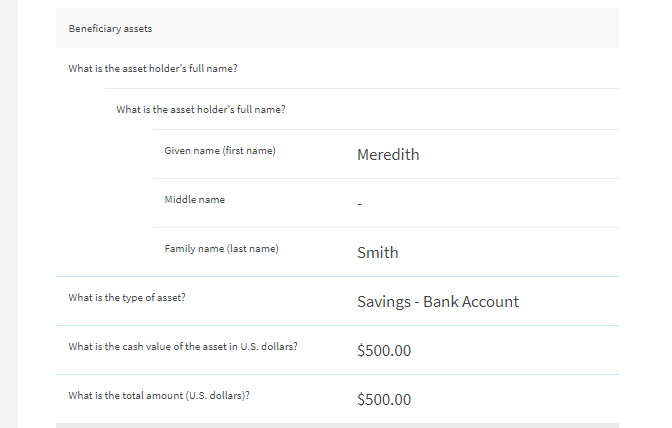 Beneficiary assets
What is the asset holder's full name?
What is the asset holder's full name?
Given name (first name) Meredith
Middle name -
Family name (last name) Smith
What is the type of asset? Savings - Bank Account
What is the cash value of the asset in U.S. dollars? $500.00
What is the total amount (U.S. dollars)? $500.00